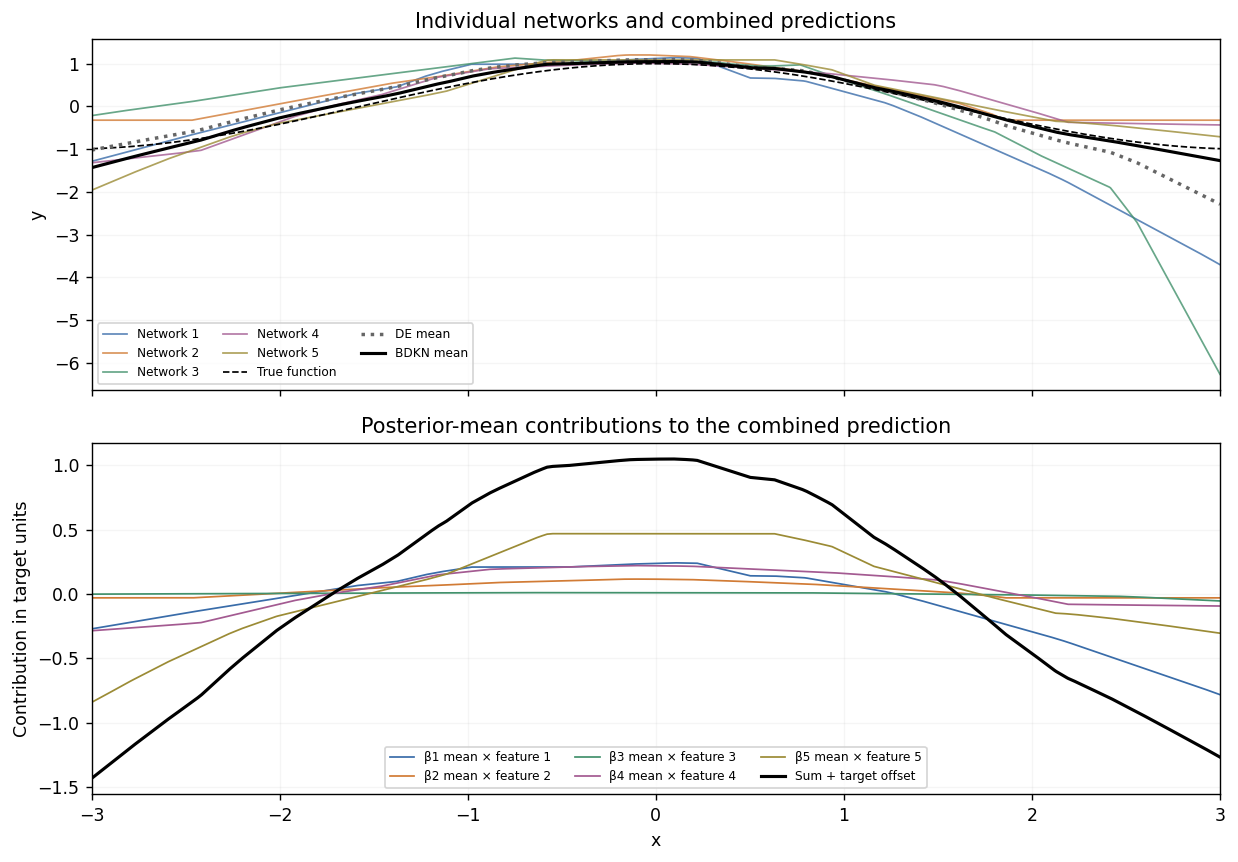 Individual networks and combined predictions
1
0
−1
−2
−3
−4
−5
−6
y
Network 1 Network 4 DE mean
Network 2 Network 5 BDKN mean
Network 3 True function
Posterior-mean contributions to the combined prediction
1.0
0.5
0.0
−0.5
−1.0
−1.5
Contribution in target units
β1 mean × feature 1 β3 mean × feature 3 β5 mean × feature 5
β2 mean × feature 2 β4 mean × feature 4 Sum + target offset
−3 −2 −1 0 1 2 3
x